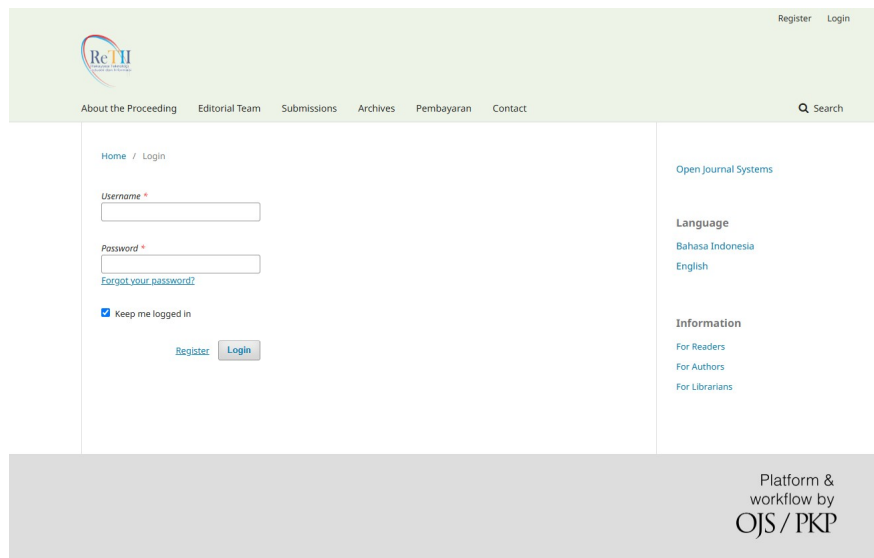 Register Login
ReTII
About the Proceeding Editorial Team Submissions Archives Pembayaran Contact Search
Home / Login
Username *
Password *
Forgot your password?
Keep me logged in
Register Login
Open Journal Systems
Language
Bahasa Indonesia
English
Information
For Readers
For Authors
For Librarians
Platform &
workflow by
OJS / PKP